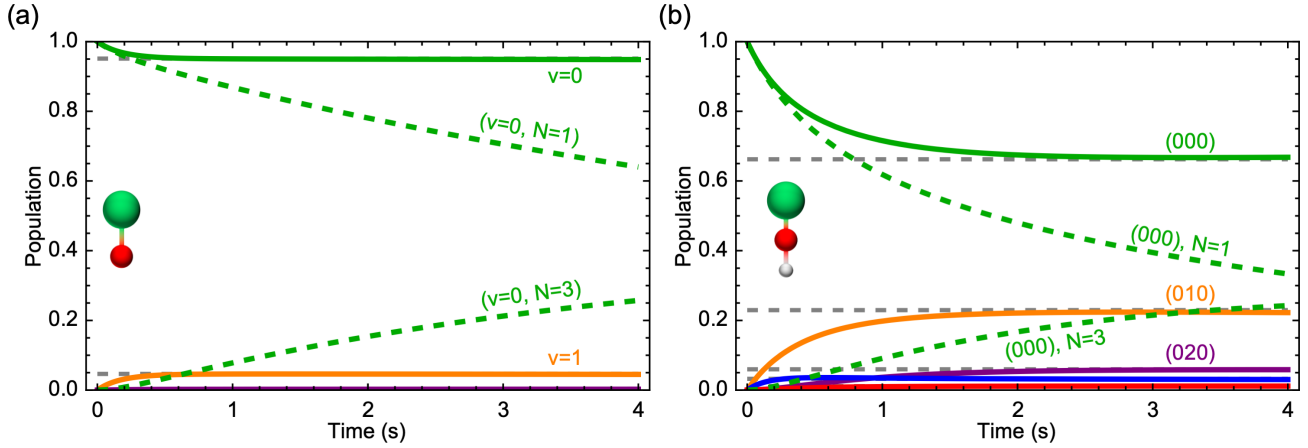 (a)
1.0
0.8
0.6
0.4
0.2
0.0
Population
v=0
(v=0, N=1)
(v=0, N=3)
v=1
0
1
2
3
4
Time (s)
(b)
1.0
0.8
0.6
0.4
0.2
0.0
Population
(000)
(000), N=1
(010)
(000), N=3
(020)
0
1
2
3
4
Time (s)